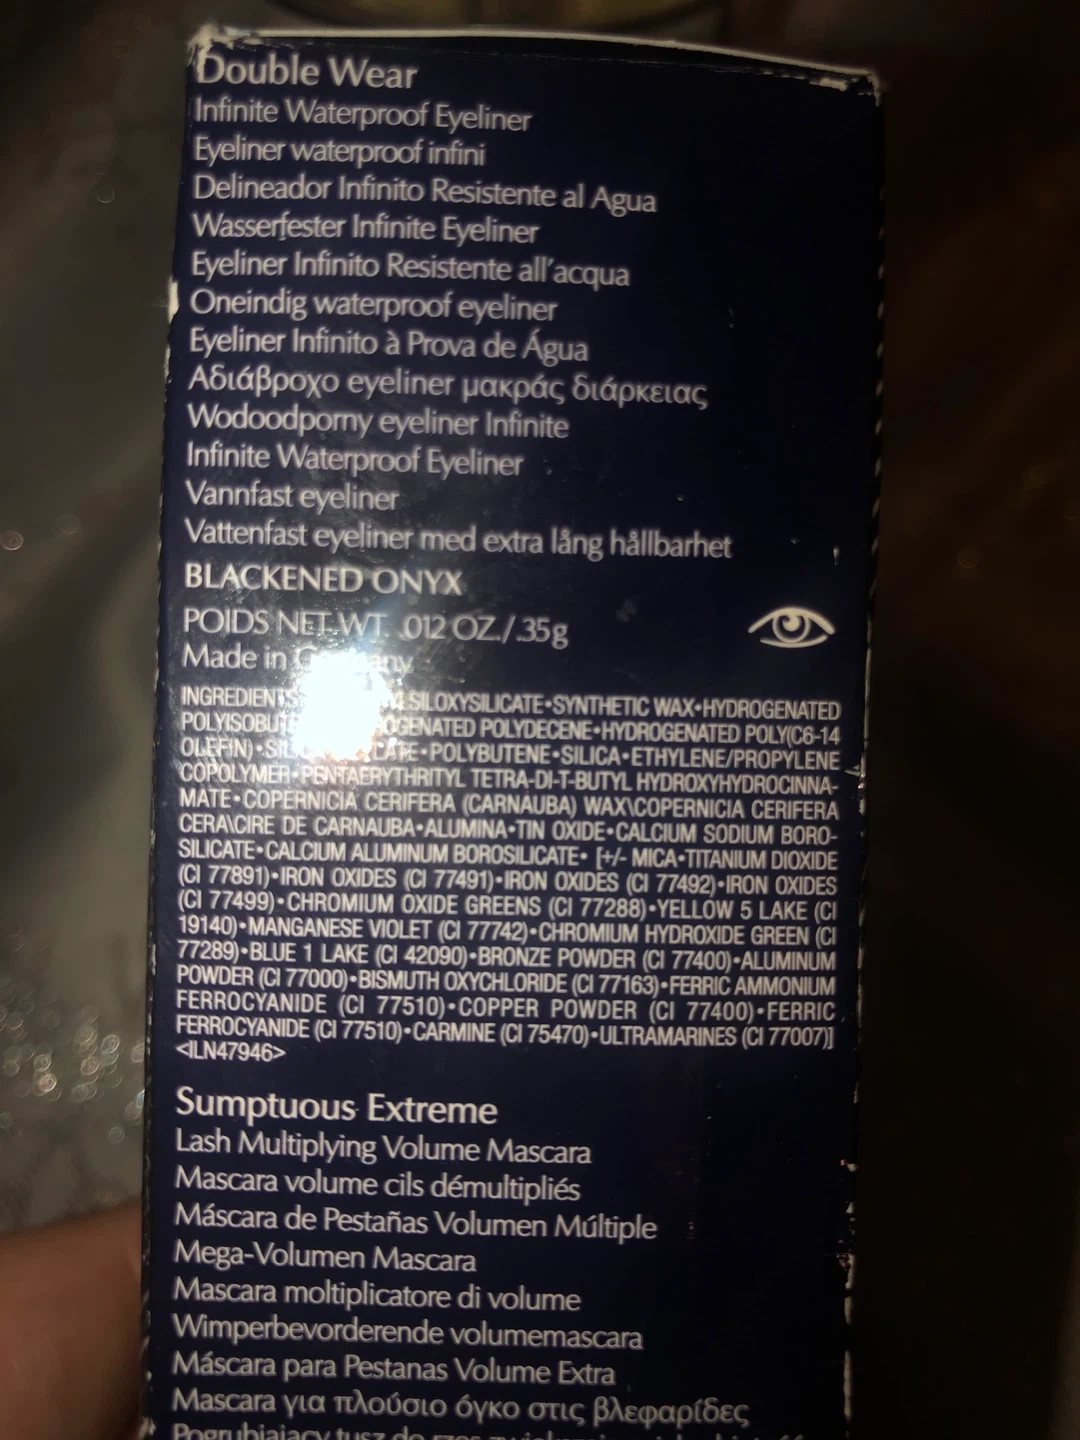 Double Wear
Infinite Waterproof Eyeliner
Eyeliner waterproof infini
Delineador Infinito Resistente al Agua
Wasserfester Infinite Eyeliner
Eyeliner Infinito Resistente all'acqua
Oneindig waterproof eyeliner
Eyeliner Infinito à Prova de Água
Αδιάβροχο eyeliner μακράς διάρκειας
Wodoodporny eyeliner Infinite
Infinite Waterproof Eyeliner
Vannfast eyeliner
Vattenfast eyeliner med extra lång hållbarhet
BLACKENED ONYX
POIDS NET WT. .012 OZ./.35g
Made in
INGREDIENTS SILOXYSILICATE•SYNTHETIC WAX•HYDROGENATED
POLYDECENE•HYDROGENATED POLY(C6-14
OLEFIN)• •POLYBUTENE•SILICA•ETHYLENE/PROPYLENE
COPOLYMER•PENTAERYTHRITYL TETRA-DI-T-BUTYL HYDROXYHYDROCINNA-
MATE•COPERNICIA CERIFERA (CARNAUBA) WAX\COPERNICIA CERIFERA
CERA\CIRE DE CARNAUBA•ALUMINA•TIN OXIDE•CALCIUM SODIUM BORO-
SILICATE•CALCIUM ALUMINUM BOROSILICATE• [+/- MICA•TITANIUM DIOXIDE
(CI 77891)•IRON OXIDES (CI 77491)•IRON OXIDES (CI 77492)•IRON OXIDES
(CI 77499)•CHROMIUM OXIDE GREENS (CI 77288)•YELLOW 5 LAKE (CI
19140)•MANGANESE VIOLET (CI 77742)•CHROMIUM HYDROXIDE GREEN (CI
77289)•BLUE 1 LAKE (CI 42090)•BRONZE POWDER (CI 77400)•ALUMINUM
POWDER (CI 77000)•BISMUTH OXYCHLORIDE (CI 77163)•FERRIC AMMONIUM
FERROCYANIDE (CI 77510)•COPPER POWDER (CI 77400)•FERRIC
FERROCYANIDE (CI 77510)•CARMINE (CI 75470)•ULTRAMARINES (CI 77007)]
<ILN47946>
Sumptuous Extreme
Lash Multiplying Volume Mascara
Mascara volume cils démultipliés
Máscara de Pestañas Volumen Múltiple
Mega-Volumen Mascara
Mascara moltiplicatore di volume
Wimperbevorderende volumemascara
Máscara para Pestanas Volume Extra
Mascara για πλούσιο όγκο στις βλεφαρίδες